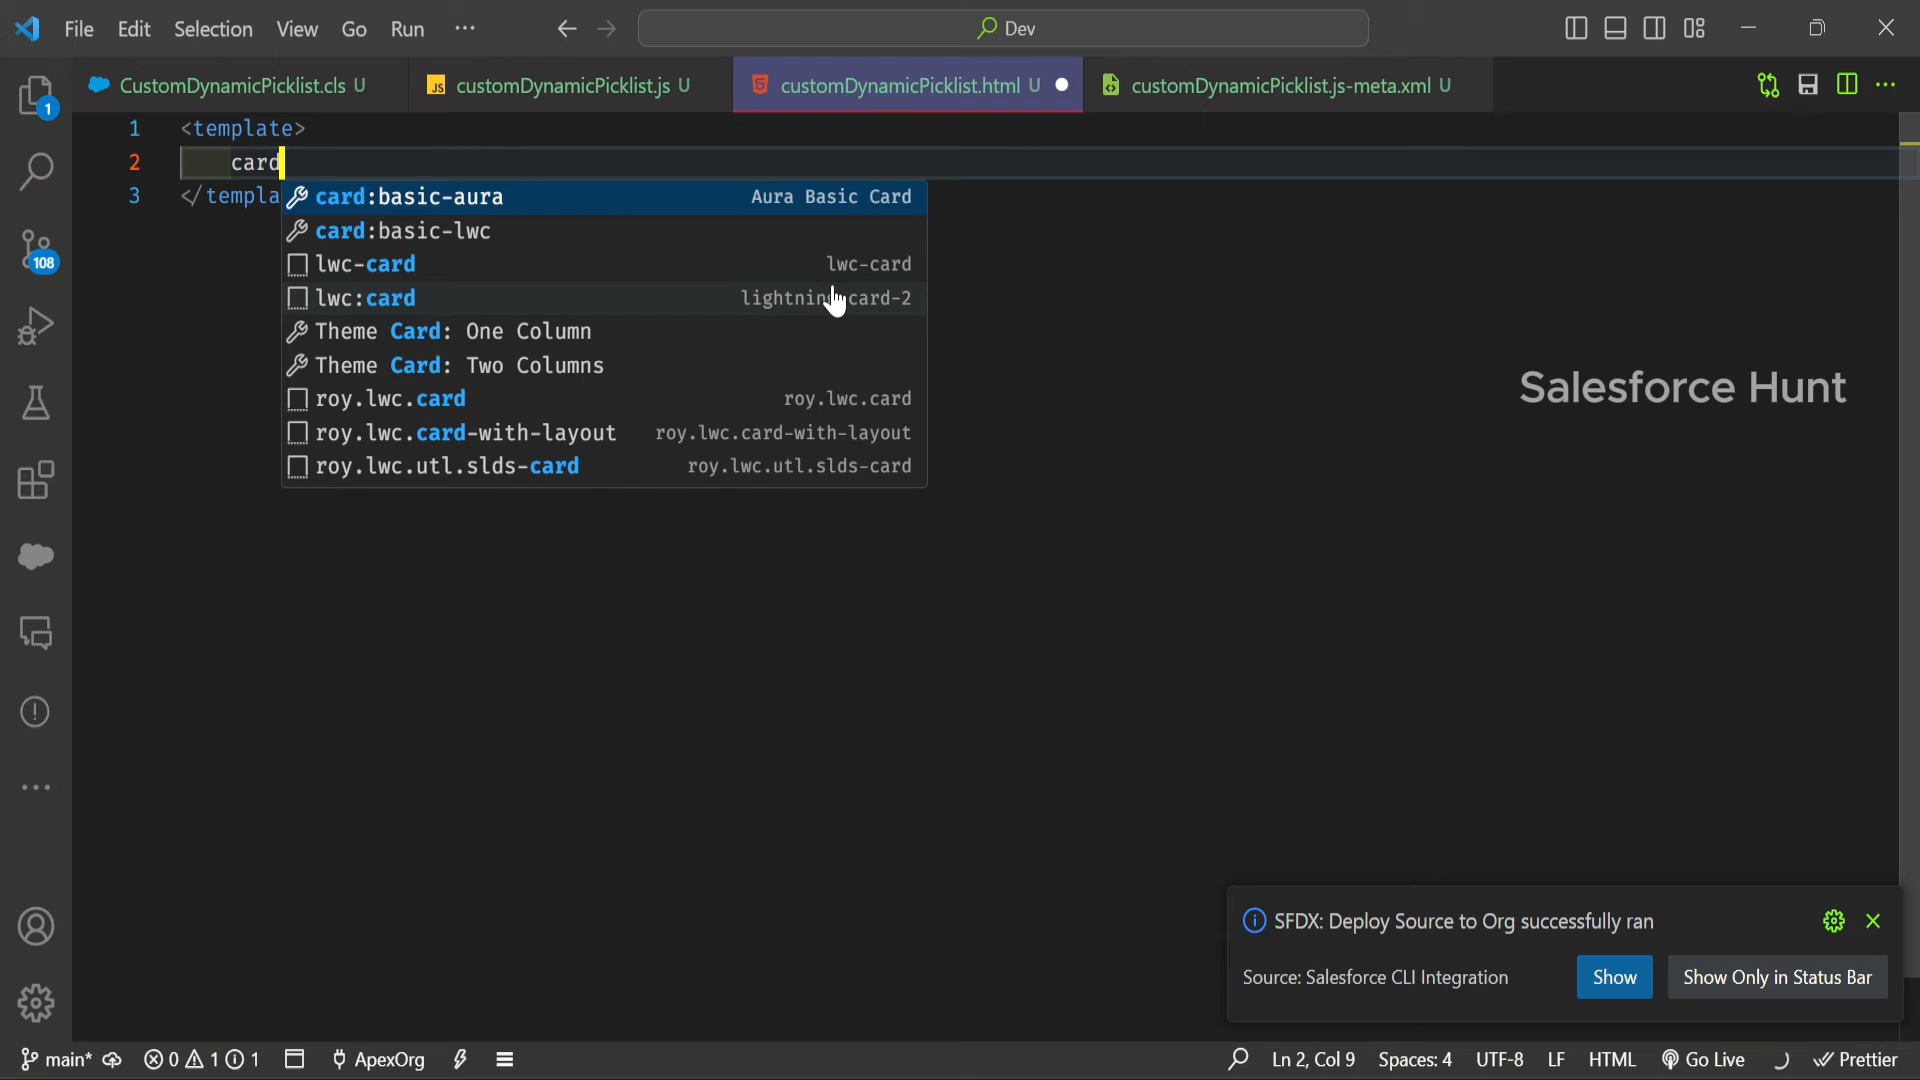 File Edit Selection View Go Run ···
Dev
CustomDynamicPicklist.cls U
JS customDynamicPicklist.js U
customDynamicPicklist.html U
customDynamicPicklist.js-meta.xml U
1
1 <template>
2 card
3 </templa
card:basic-aura Aura Basic Card
card:basic-lwc
lwc-card lwc-card
lwc:card lightning-card-2
Theme Card: One Column
Theme Card: Two Columns
roy.lwc.card roy.lwc.card
roy.lwc.card-with-layout roy.lwc.card-with-layout
roy.lwc.utl.slds-card roy.lwc.utl.slds-card
108
Salesforce Hunt
SFDX: Deploy Source to Org successfully ran
Source: Salesforce CLI Integration Show Show Only in Status Bar
main* 0 1 1 ApexOrg Ln 2, Col 9 Spaces: 4 UTF-8 LF HTML Go Live Prettier